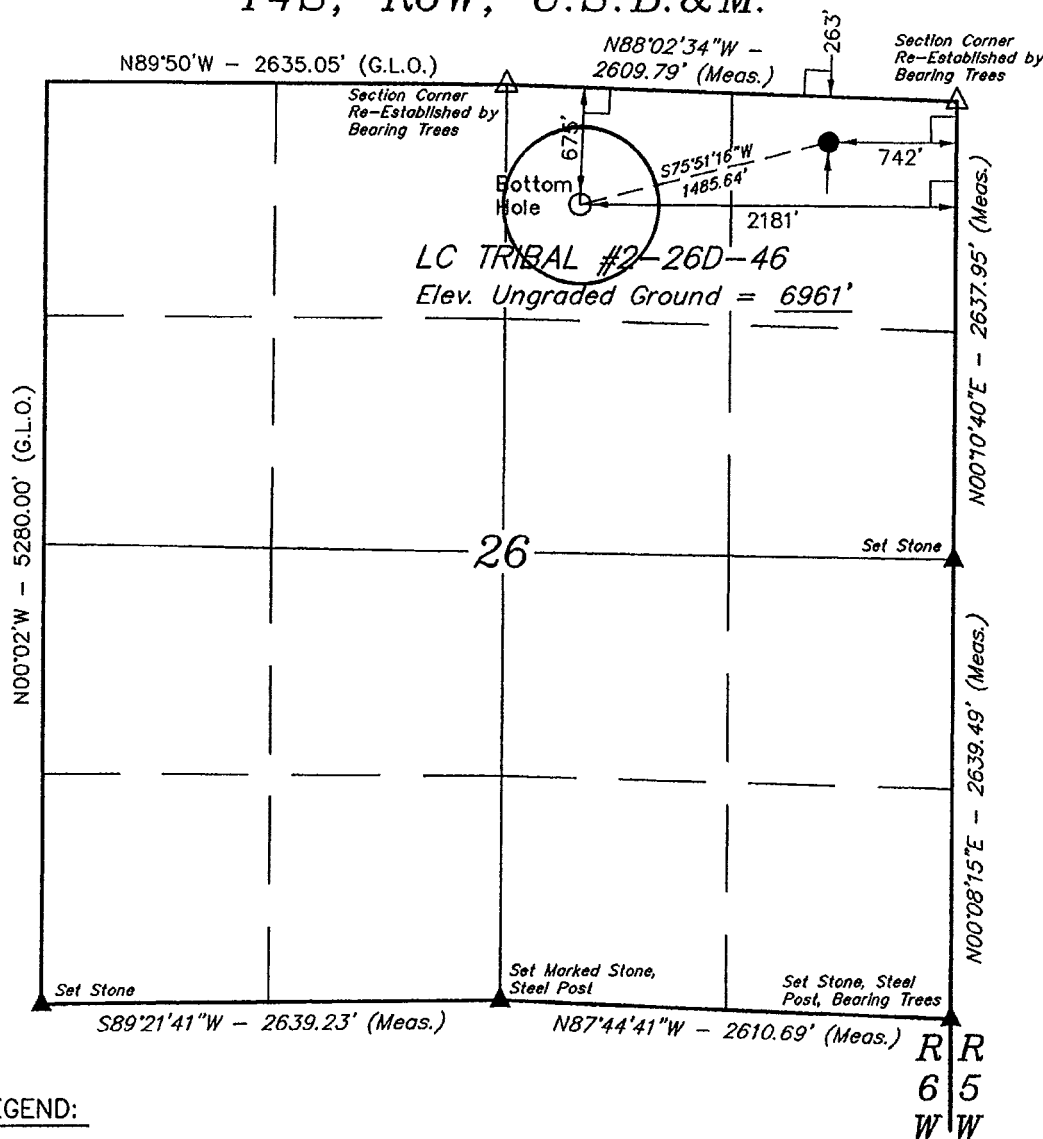 T4S, R6W, U.S.B.&M.
N89°50'W – 2635.05' (G.L.O.)
N88°02'34"W –
2609.79' (Meas.)
263'
Section Corner
Re-Established by
Bearing Trees
Section Corner
Re-Established by
Bearing Trees
675'
S75°51'16"W
1485.64'
742'
Bottom
Hole
2181'
LC TRIBAL #2-26D-46
Elev. Ungraded Ground = 6961'
N00°10'40"E – 2637.95' (Meas.)
N00°02'W – 5280.00' (G.L.O.)
26
Set Stone
N00°08'15"E – 2639.49' (Meas.)
Set Stone
Set Marked Stone,
Steel Post
Set Stone, Steel
Post, Bearing Trees
S89°21'41"W – 2639.23' (Meas.)
N87°44'41"W – 2610.69' (Meas.)
R R
6 5
W W
EGEND: